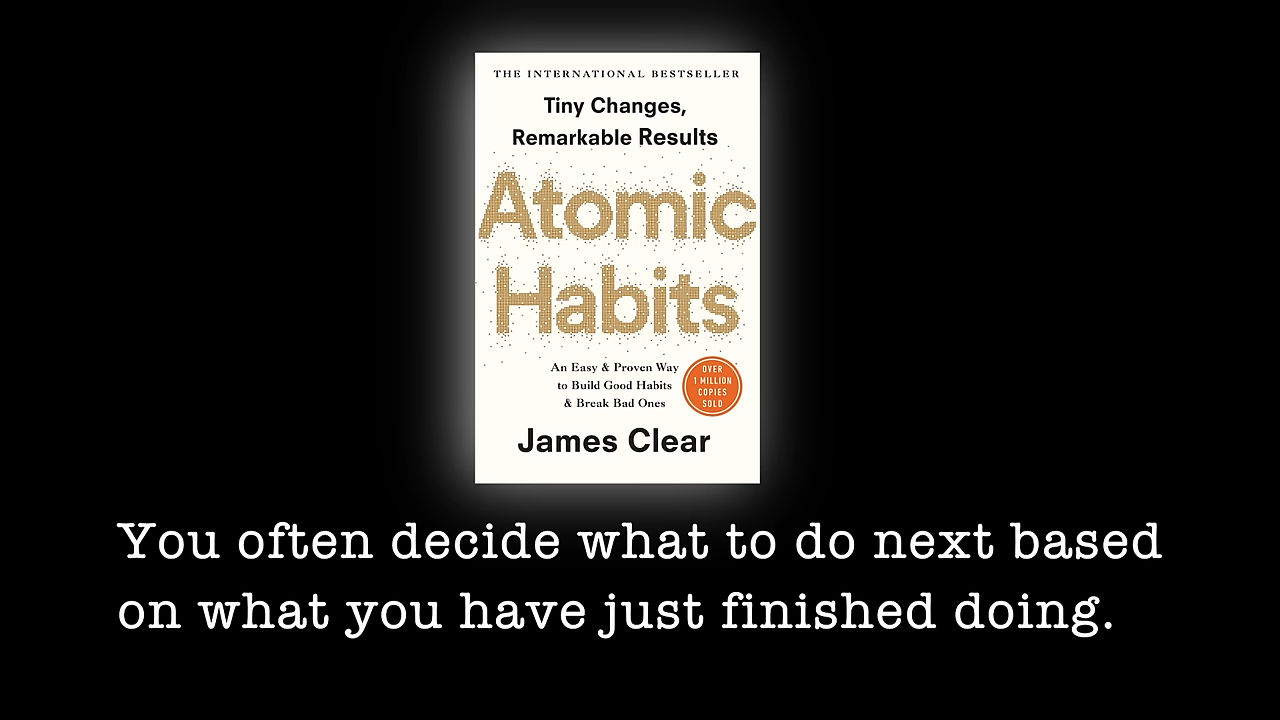 THE INTERNATIONAL BESTSELLER
Tiny Changes,
Remarkable Results
Atomic
Habits
An Easy & Proven Way
to Build Good Habits
& Break Bad Ones
OVER
1 MILLION
COPIES
SOLD
James Clear
You often decide what to do next based
on what you have just finished doing.